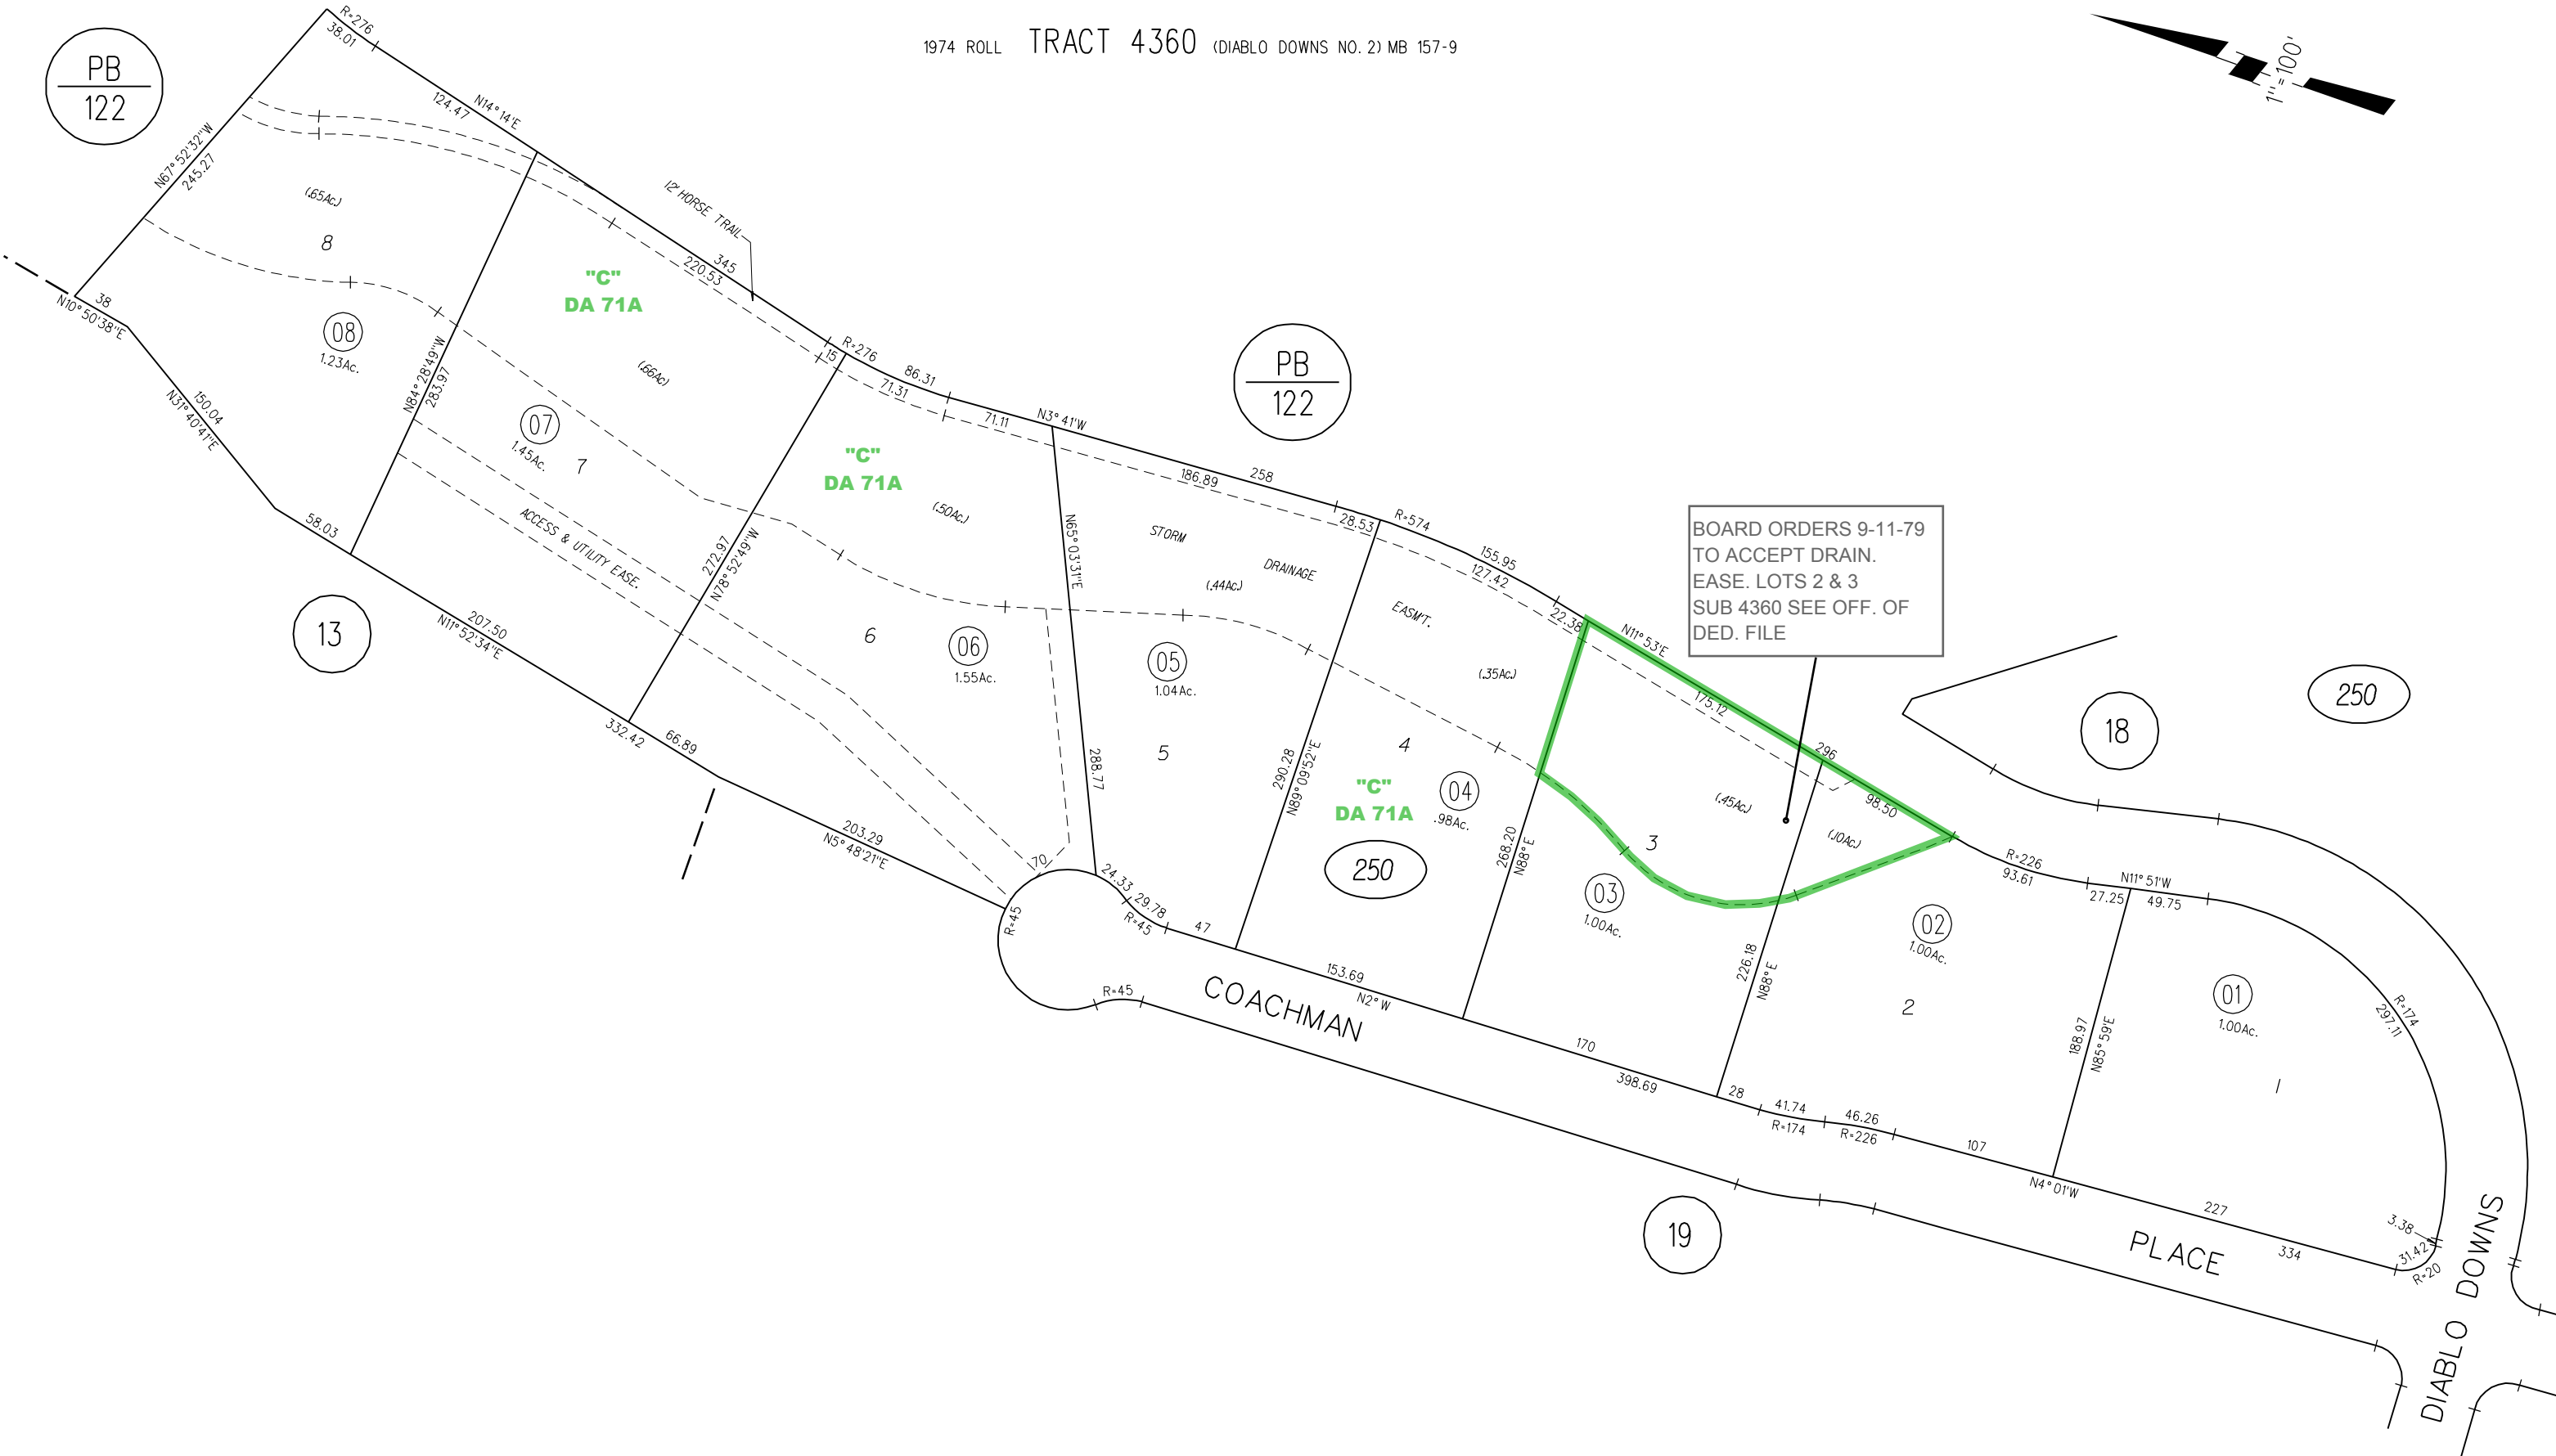 1974 ROLL TRACT 4360 (DIABLO DOWNS NO. 2) MB 157-9
1"=100'
PB
122
R=276
38.01
124.47
N14°14'E
N67°52'32"W
245.27
(.65Ac.)
8
38
N10°50'38"E
08
1.23Ac.
150.04
N31°40'41"E
58.03
N84°28'49"W
283.97
12' HORSE TRAIL
345
220.53
"C"
DA 71A
(.66Ac)
07
1.45Ac.
7
ACCESS & UTILITY EASE.
13
207.50
N11°52'34"E
332.42
66.89
272.97
N78°52'49"W
15
R=276
86.31
71.31
71.11
N3°41'W
"C"
DA 71A
(.50Ac.)
6
06
1.55Ac.
203.29
N5°48'21"E
PB
122
258
186.89
N65°03'31"E
288.77
STORM
DRAINAGE
EASM'T.
(.44Ac.)
05
1.04Ac.
5
28.53
R=574
155.95
127.42
22.38
(.35Ac.)
290.28
N89°09'52"E
4
04
.98Ac.
"C"
DA 71A
250
70
R=45
24.33
29.78
R=45
47
R=45
153.69
N2°W
COACHMAN
BOARD ORDERS 9-11-79
TO ACCEPT DRAIN.
EASE. LOTS 2 & 3
SUB 4360 SEE OFF. OF
DED. FILE
N11°53'E
175.12
296
98.50
(.45Ac.)
(.10Ac.)
268.20
N88°E
3
03
1.00Ac.
170
398.69
226.18
N88°E
02
1.00Ac.
2
28
41.74
R=174
46.26
R=226
107
N4°01'W
18
250
R=226
93.61
27.25
N11°51'W
49.75
188.97
N85°59'E
01
1.00Ac.
1
R=174
297.11
227
334
3.38
31.42
R=20
19
PLACE
DIABLO DOWNS